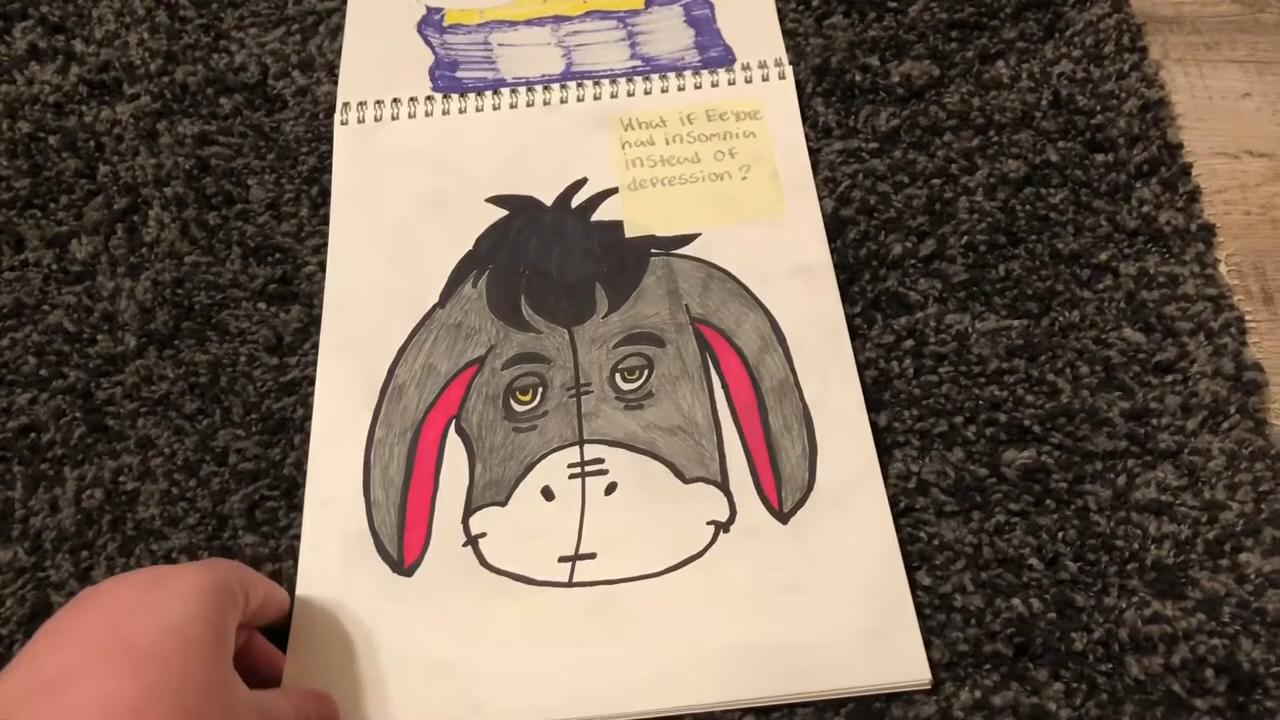 What if Eeyore
had insomnia
instead of
depression?